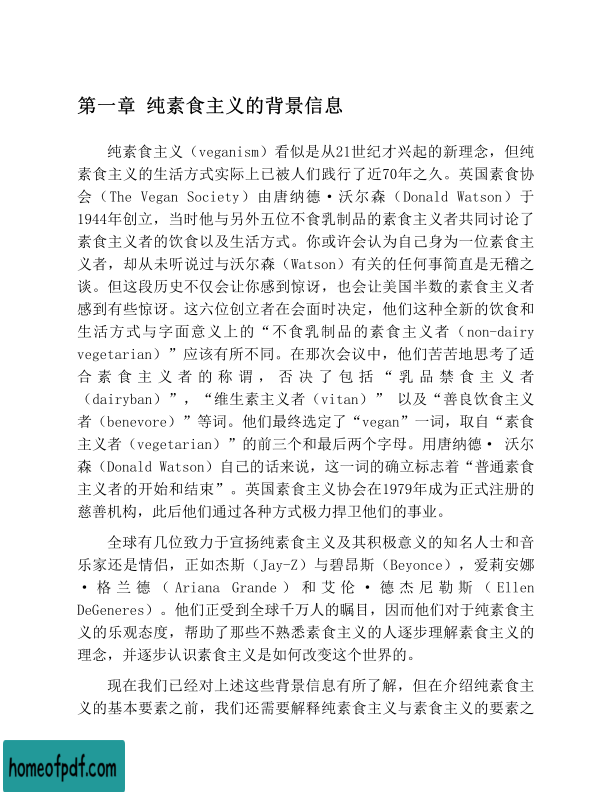 第一章 纯素食主义的背景信息
纯素食主义（veganism）看似是从21世纪才兴起的新理念，但纯
素食主义的生活方式实际上已被人们践行了近70年之久。英国素食协
会（The Vegan Society）由唐纳德·沃尔森（Donald Watson）于
1944年创立，当时他与另外五位不食乳制品的素食主义者共同讨论了
素食主义者的饮食以及生活方式。你或许会认为自己身为一位素食主
义者，却从未听说过与沃尔森（Watson）有关的任何事简直是无稽之
谈。但这段历史不仅会让你感到惊讶，也会让美国半数的素食主义者
感到有些惊讶。这六位创立者在会面时决定，他们这种全新的饮食和
生活方式与字面意义上的“不食乳制品的素食主义者（non-dairy
vegetarian）”应该有所不同。在那次会议中，他们苦苦地思考了适
合素食主义者的称谓，否决了包括“乳品禁食主义者
（dairyban）”，“维生素主义者（vitan）” 以及“善良饮食主义
者（benevore）”等词。他们最终选定了“vegan”一词，取自“素食
主义者（vegetarian）”的前三个和最后两个字母。用唐纳德· 沃尔
森（Donald Watson）自己的话来说，这一词的确立标志着“普通素食
主义者的开始和结束”。英国素食主义协会在1979年成为正式注册的
慈善机构，此后他们通过各种方式极力捍卫他们的事业。
全球有几位致力于宣扬纯素食主义及其积极意义的知名人士和音
乐家还是情侣，正如杰斯（Jay-Z）与碧昂斯（Beyonce），爱莉安娜
·格兰德（Ariana Grande）和艾伦·德杰尼勒斯（Ellen
DeGeneres）。他们正受到全球千万人的瞩目，因而他们对于纯素食主
义的乐观态度，帮助了那些不熟悉素食主义的人逐步理解素食主义的
理念，并逐步认识素食主义是如何改变这个世界的。
现在我们已经对上述这些背景信息有所了解，但在介绍纯素食主
义的基本要素之前，我们还需要解释纯素食主义与素食主义的要素之
homeofpdf.com